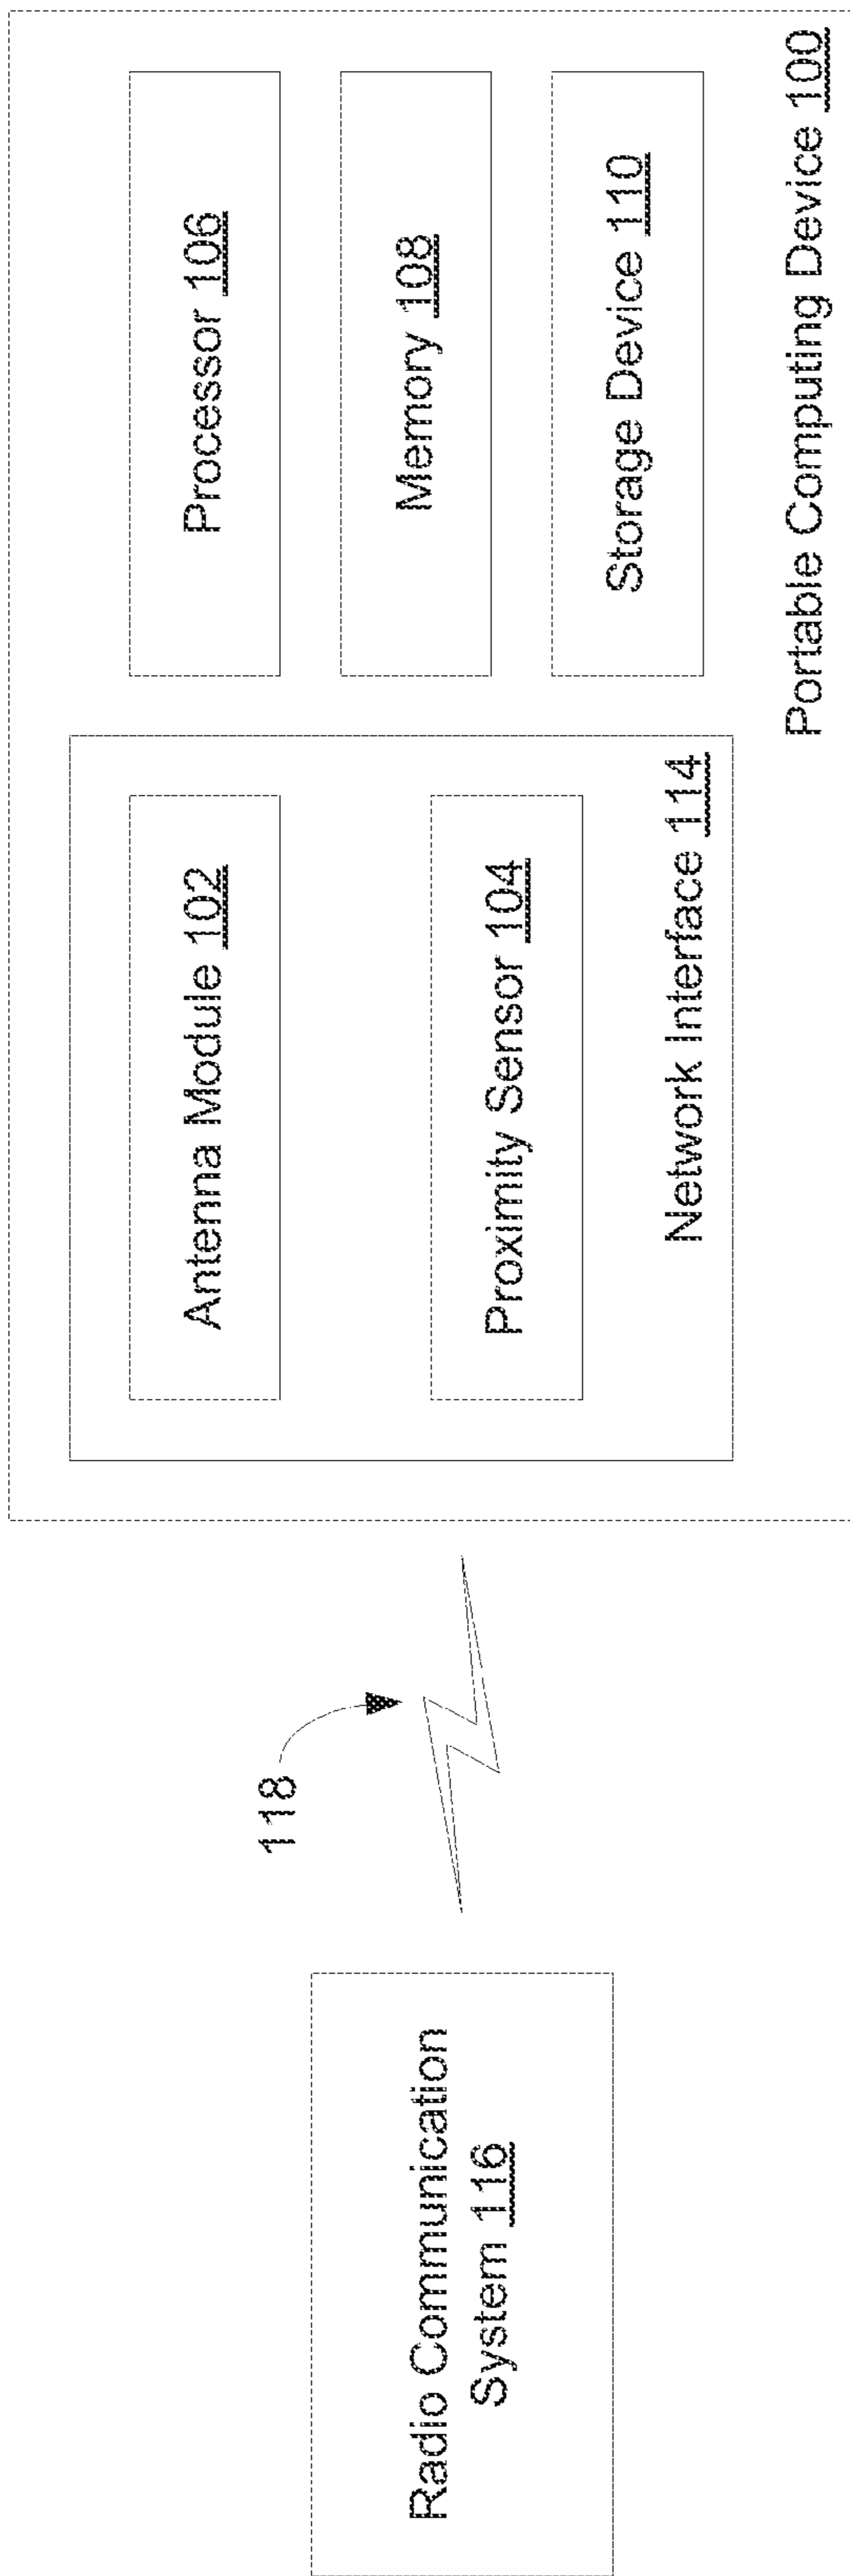 Radio Communication
System 116
118
Antenna Module 102
Proximity Sensor 104
Network Interface 114
Processor 106
Memory 108
Storage Device 110
Portable Computing Device 100